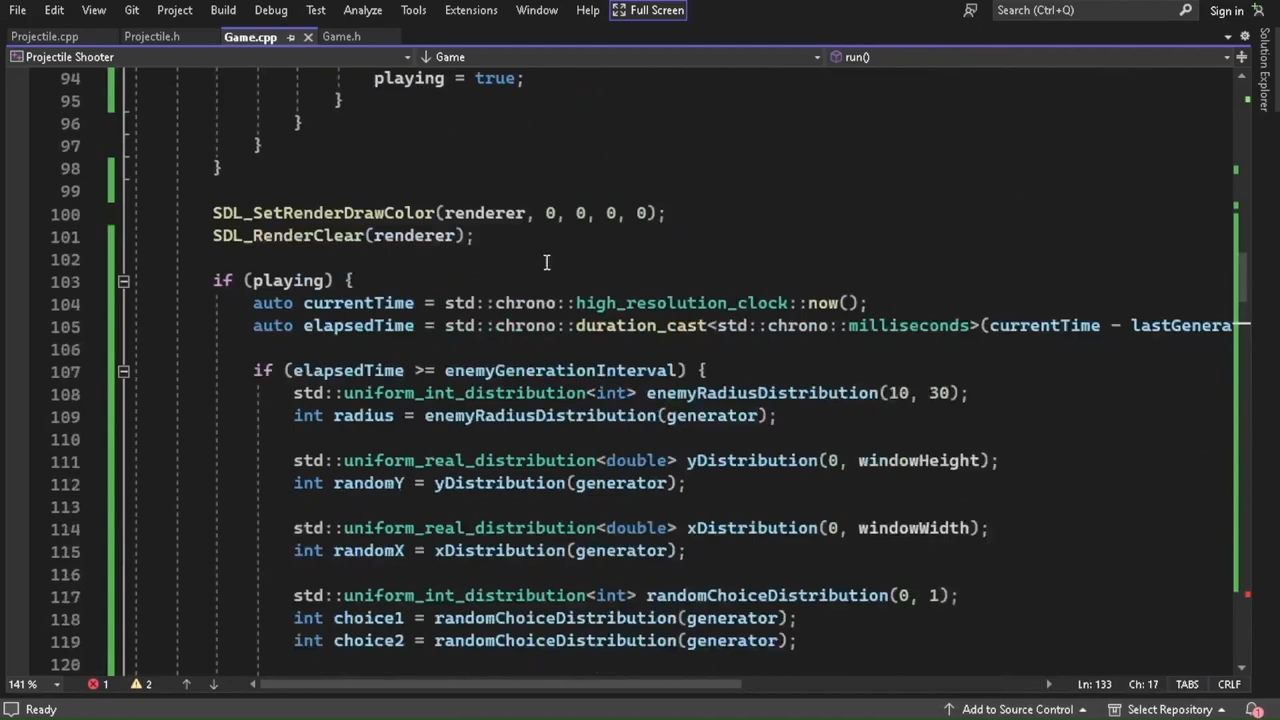 File Edit View Git Project Build Debug Test Analyze Tools Extensions Window Help Full Screen Search (Ctrl+Q) Sign in
Projectile.cpp Projectile.h Game.cpp Game.h
Projectile Shooter Game run()
Solution Explorer
94 playing = true;
95 }
96 }
97 }
98 }
99
100 SDL_SetRenderDrawColor(renderer, 0, 0, 0, 0);
101 SDL_RenderClear(renderer);
102
103 if (playing) {
104 auto currentTime = std::chrono::high_resolution_clock::now();
105 auto elapsedTime = std::chrono::duration_cast<std::chrono::milliseconds>(currentTime - lastGenera
106
107 if (elapsedTime >= enemyGenerationInterval) {
108 std::uniform_int_distribution<int> enemyRadiusDistribution(10, 30);
109 int radius = enemyRadiusDistribution(generator);
110
111 std::uniform_real_distribution<double> yDistribution(0, windowHeight);
112 int randomY = yDistribution(generator);
113
114 std::uniform_real_distribution<double> xDistribution(0, windowWidth);
115 int randomX = xDistribution(generator);
116
117 std::uniform_int_distribution<int> randomChoiceDistribution(0, 1);
118 int choice1 = randomChoiceDistribution(generator);
119 int choice2 = randomChoiceDistribution(generator);
120
141 % 1 2 Ln: 133 Ch: 17 TABS CRLF
Ready Add to Source Control Select Repository 1